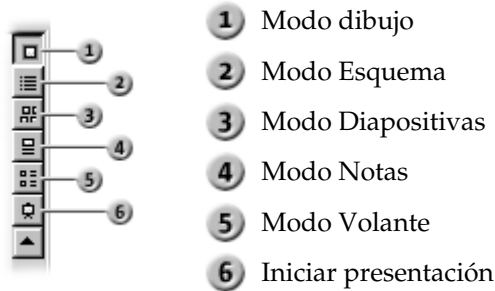 1 Modo dibujo
2 Modo Esquema
3 Modo Diapositivas
4 Modo Notas
5 Modo Volante
6 Iniciar presentación
1
2
3
4
5
6